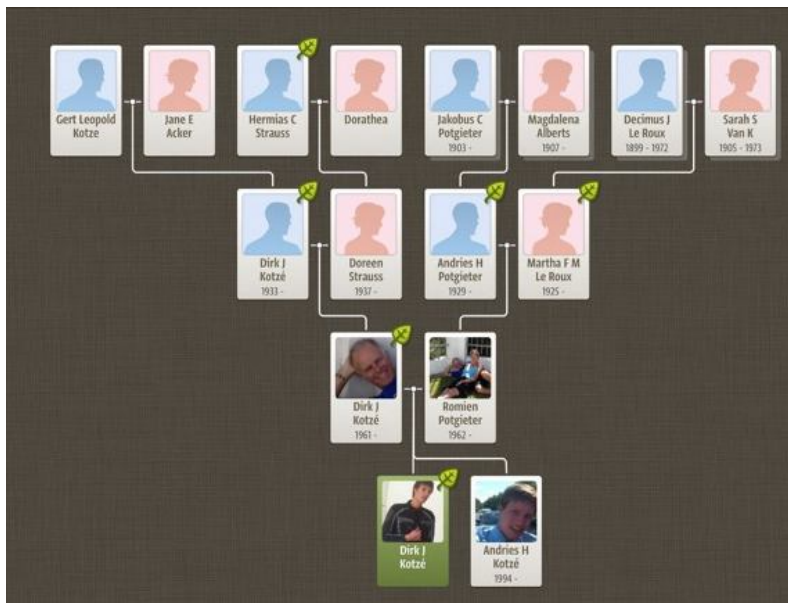 Gert Leopold
Kotze
Jane E
Acker
Hermias C
Strauss
Dorathea
Jakobus C
Potgieter
1903 -
Magdalena
Alberts
1907 -
Decimus J
Le Roux
1899 - 1972
Sarah S
Van K
1905 - 1973
Dirk J
Kotzé
1933 -
Doreen
Strauss
1937 -
Andries H
Potgieter
1929 -
Martha F M
Le Roux
1925 -
Dirk J
Kotzé
1961 -
Romien
Potgieter
1962 -
Dirk J
Kotzé
Andries H
Kotzé
1994 -